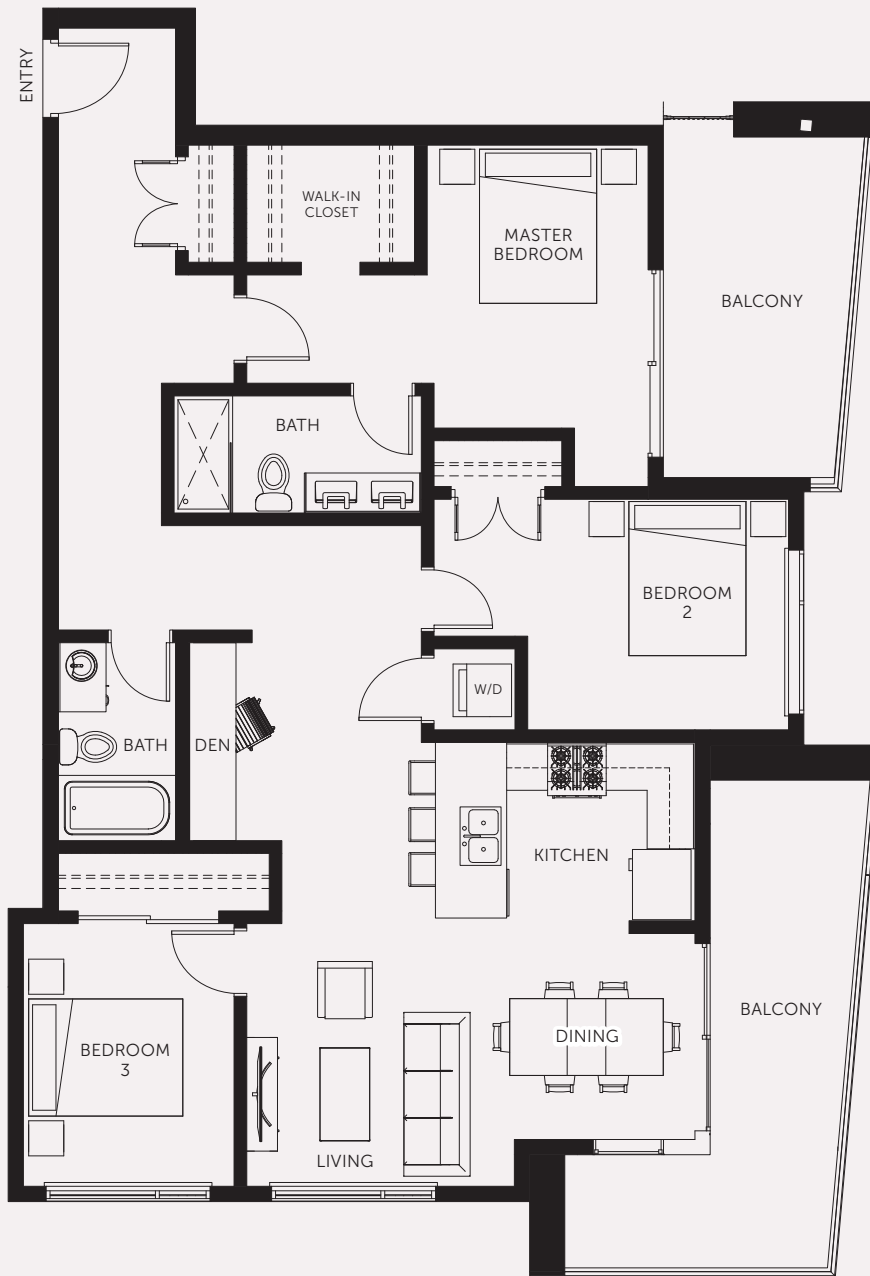 ENTRY
WALK-IN
CLOSET
MASTER
BEDROOM
BALCONY
BATH
BEDROOM
2
W/D
BATH
DEN
KITCHEN
BALCONY
DINING
BEDROOM
3
LIVING